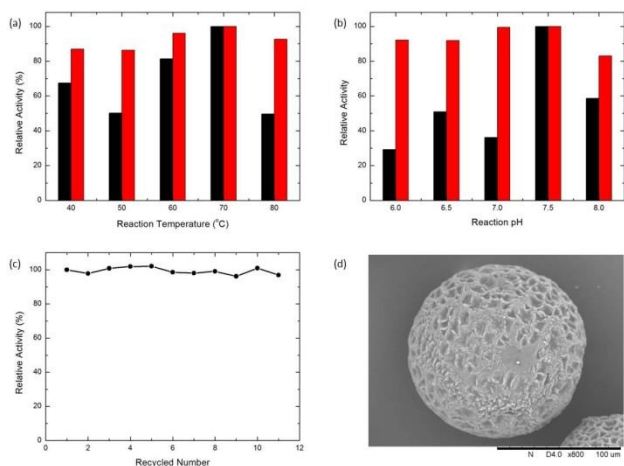 (a)
Relative Activity (%)
100
80
60
40
20
0
40 50 60 70 80
Reaction Temperature (°C)
(b)
Relative Activity
100
80
60
40
20
0
6.0 6.5 7.0 7.5 8.0
Reaction pH
(c)
Relative Activity (%)
100
80
60
40
20
0
0 2 4 6 8 10 12
Recycled Number
(d)
N D4.0 x800 100 um